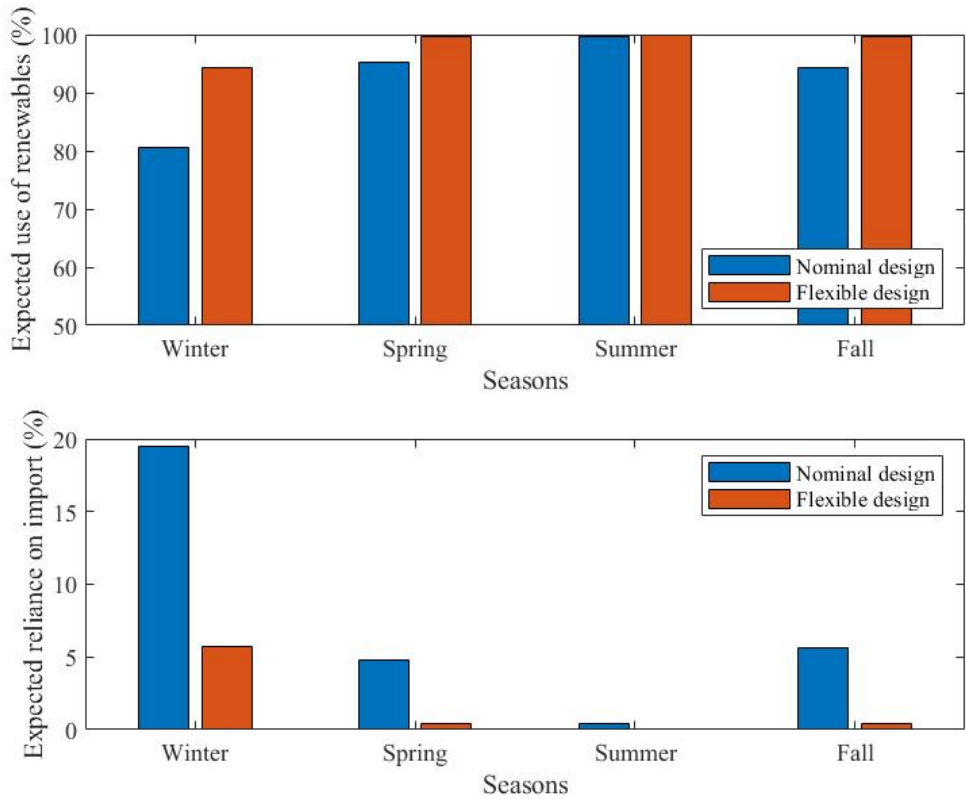 Expected use of renewables (%)
100
90
80
70
60
50
Winter
Spring
Summer
Fall
Seasons
Nominal design
Flexible design
Expected reliance on import (%)
20
15
10
5
0
Winter
Spring
Summer
Fall
Seasons
Nominal design
Flexible design